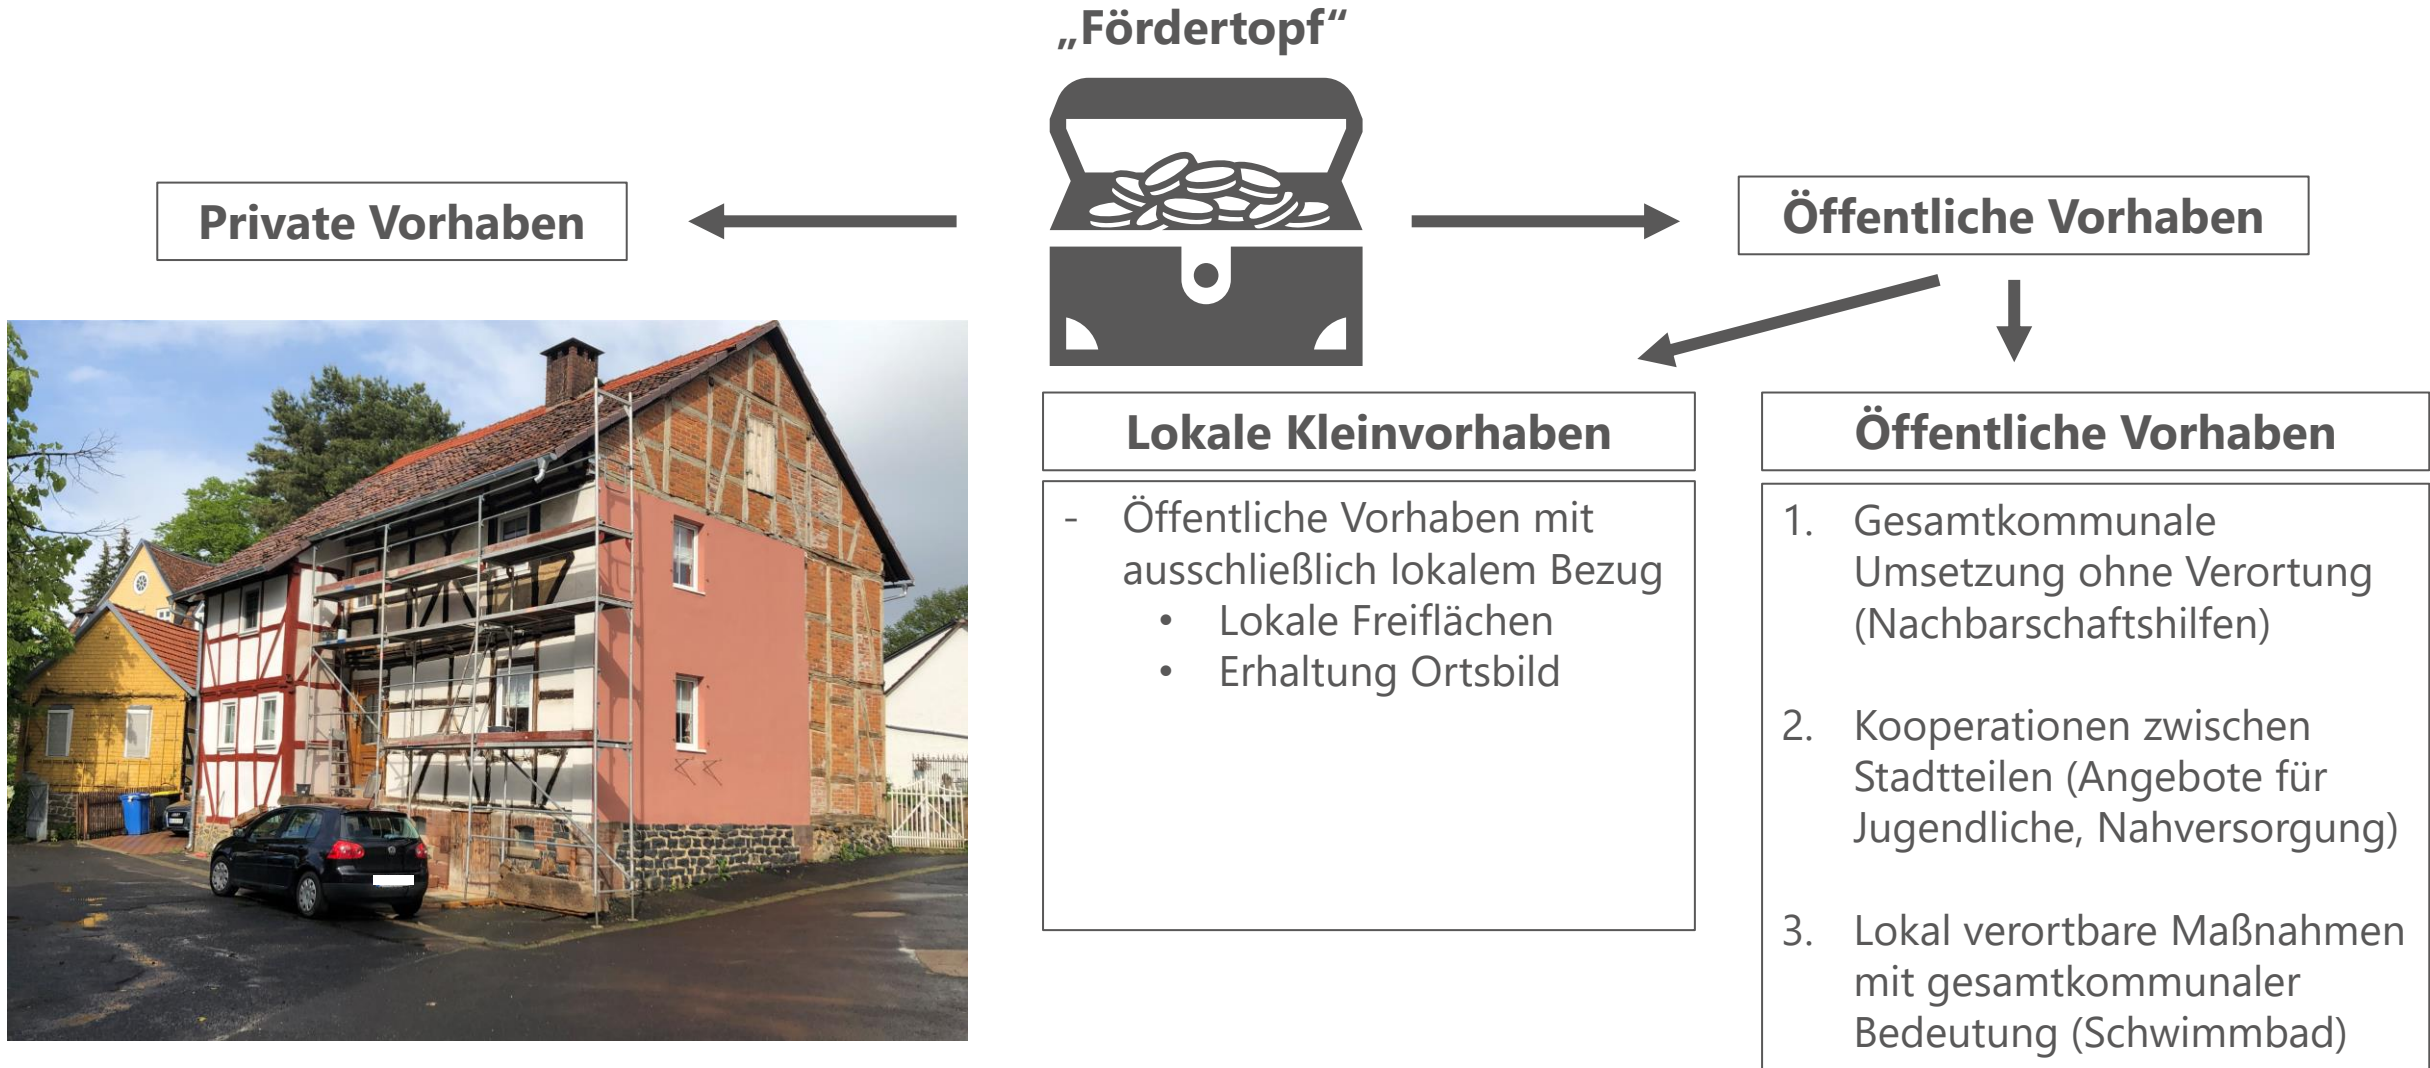 „Fördertopf“
Private Vorhaben
Öffentliche Vorhaben
Lokale Kleinvorhaben
- Öffentliche Vorhaben mit
ausschließlich lokalem Bezug
• Lokale Freiflächen
• Erhaltung Ortsbild
Öffentliche Vorhaben
1. Gesamtkommunale
Umsetzung ohne Verortung
(Nachbarschaftshilfen)
2. Kooperationen zwischen
Stadtteilen (Angebote für
Jugendliche, Nahversorgung)
3. Lokal verortbare Maßnahmen
mit gesamtkommunaler
Bedeutung (Schwimmbad)